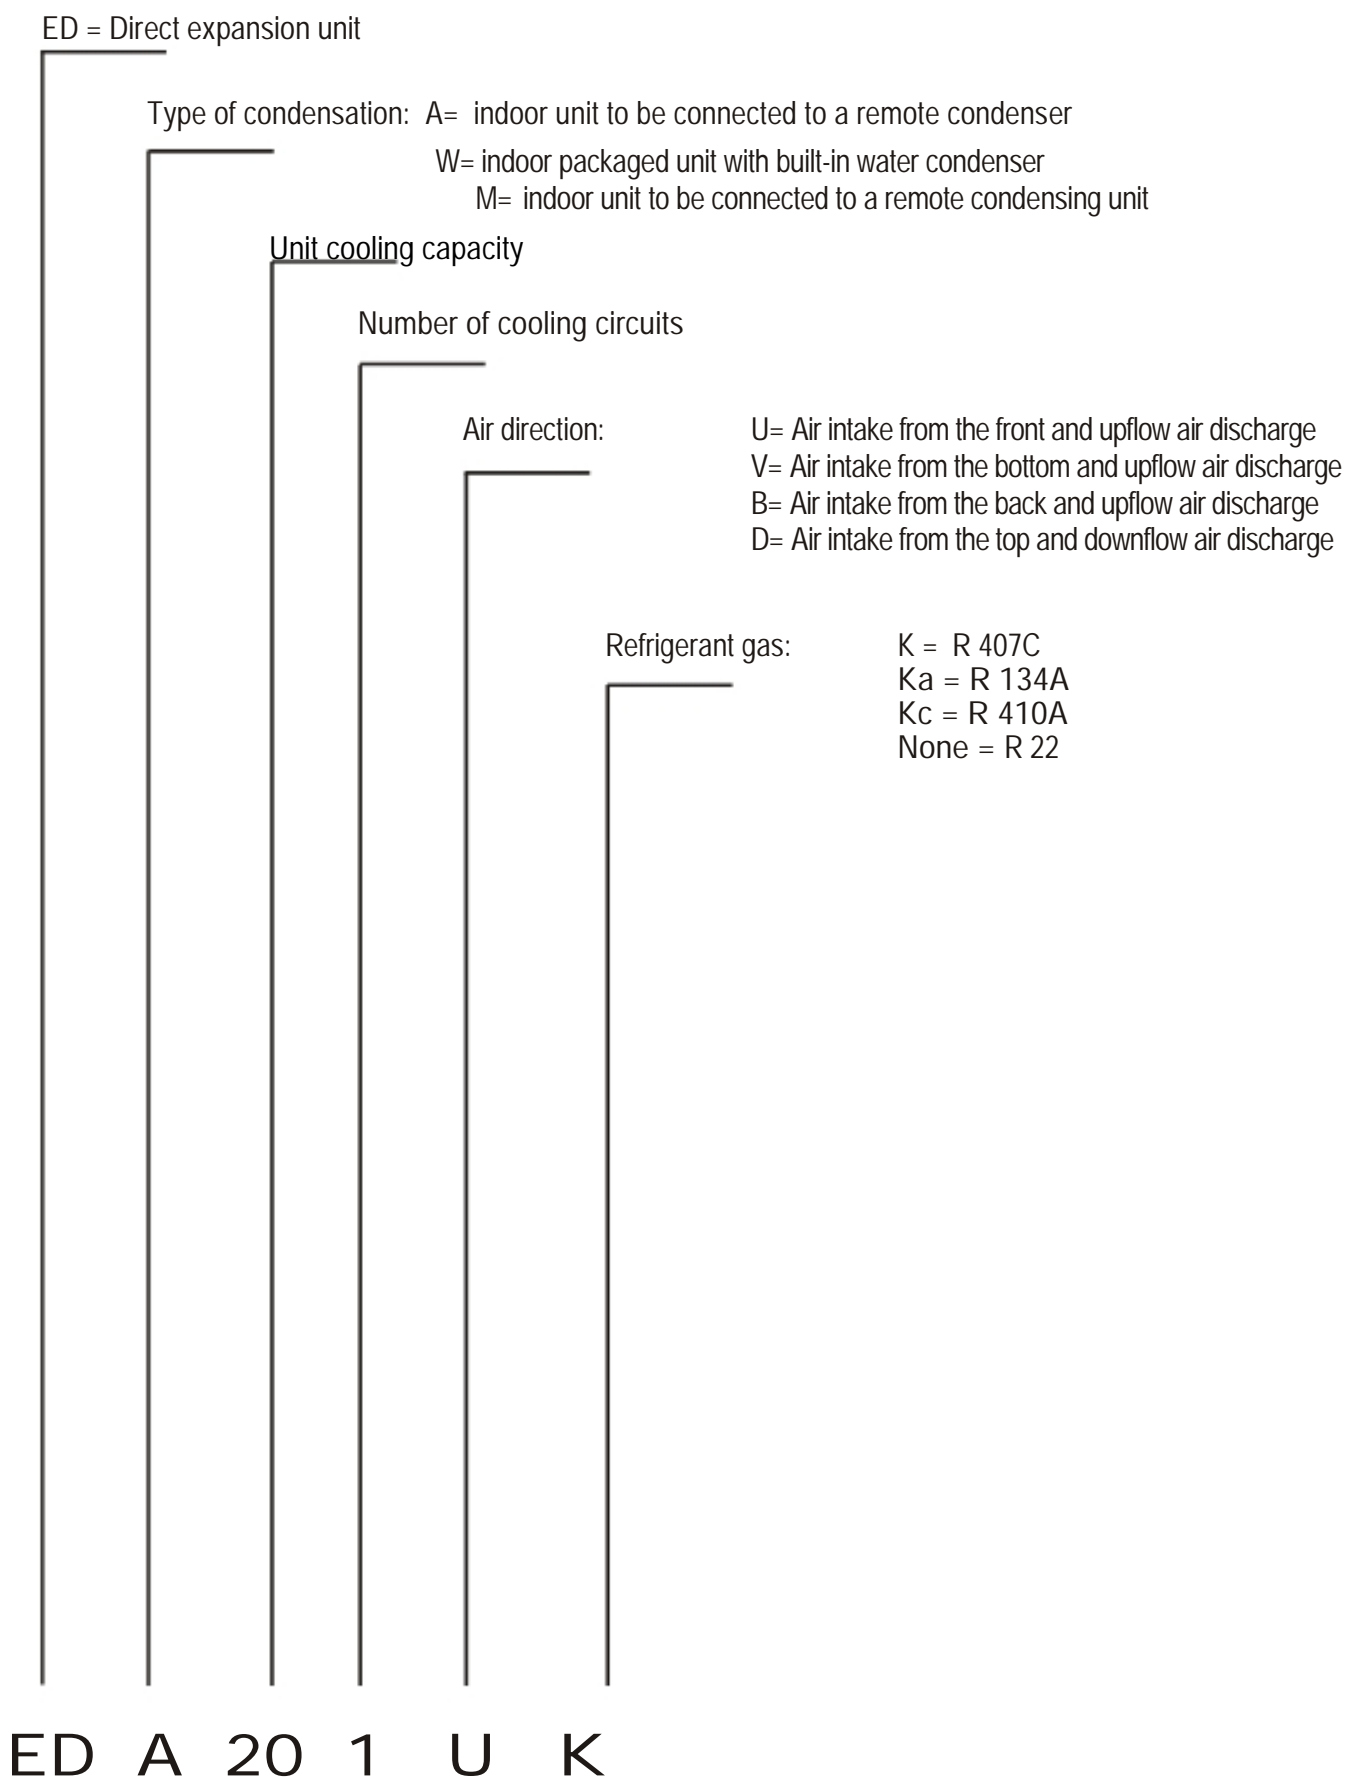 ED = Direct expansion unit
Type of condensation: A= indoor unit to be connected to a remote condenser
W= indoor packaged unit with built-in water condenser
M= indoor unit to be connected to a remote condensing unit
Unit cooling capacity
Number of cooling circuits
Air direction: U= Air intake from the front and upflow air discharge
V= Air intake from the bottom and upflow air discharge
B= Air intake from the back and upflow air discharge
D= Air intake from the top and downflow air discharge
Refrigerant gas: K = R 407C
Ka = R 134A
Kc = R 410A
None = R 22
ED A 20 1 U K